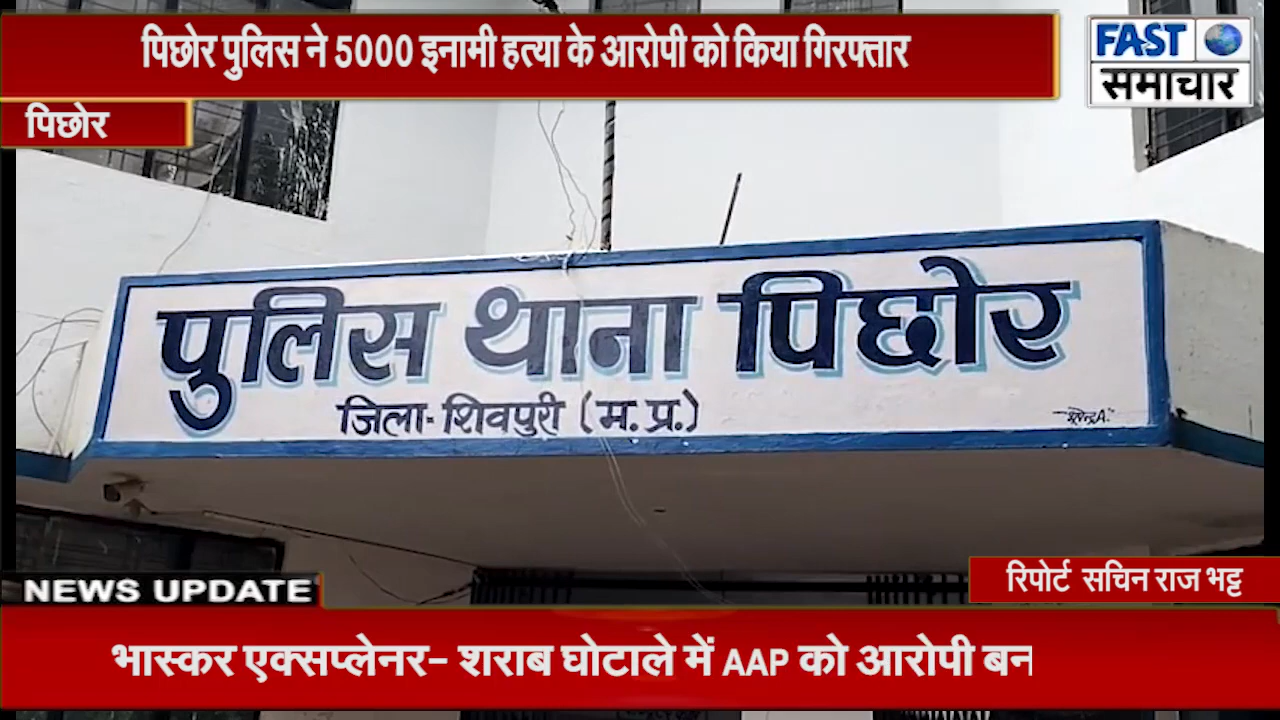 पिछोर पुलिस ने 5000 इनामी हत्या के आरोपी को किया गिरफ्तार
FAST
समाचार
पिछोर
पुलिस थाना पिछोर
जिला-शिवपुरी (म.प्र.)
रिपोर्ट सचिन राज भट्ट
NEWS UPDATE
भास्कर एक्सप्लेनर- शराब घोटाले में AAP को आरोपी बन